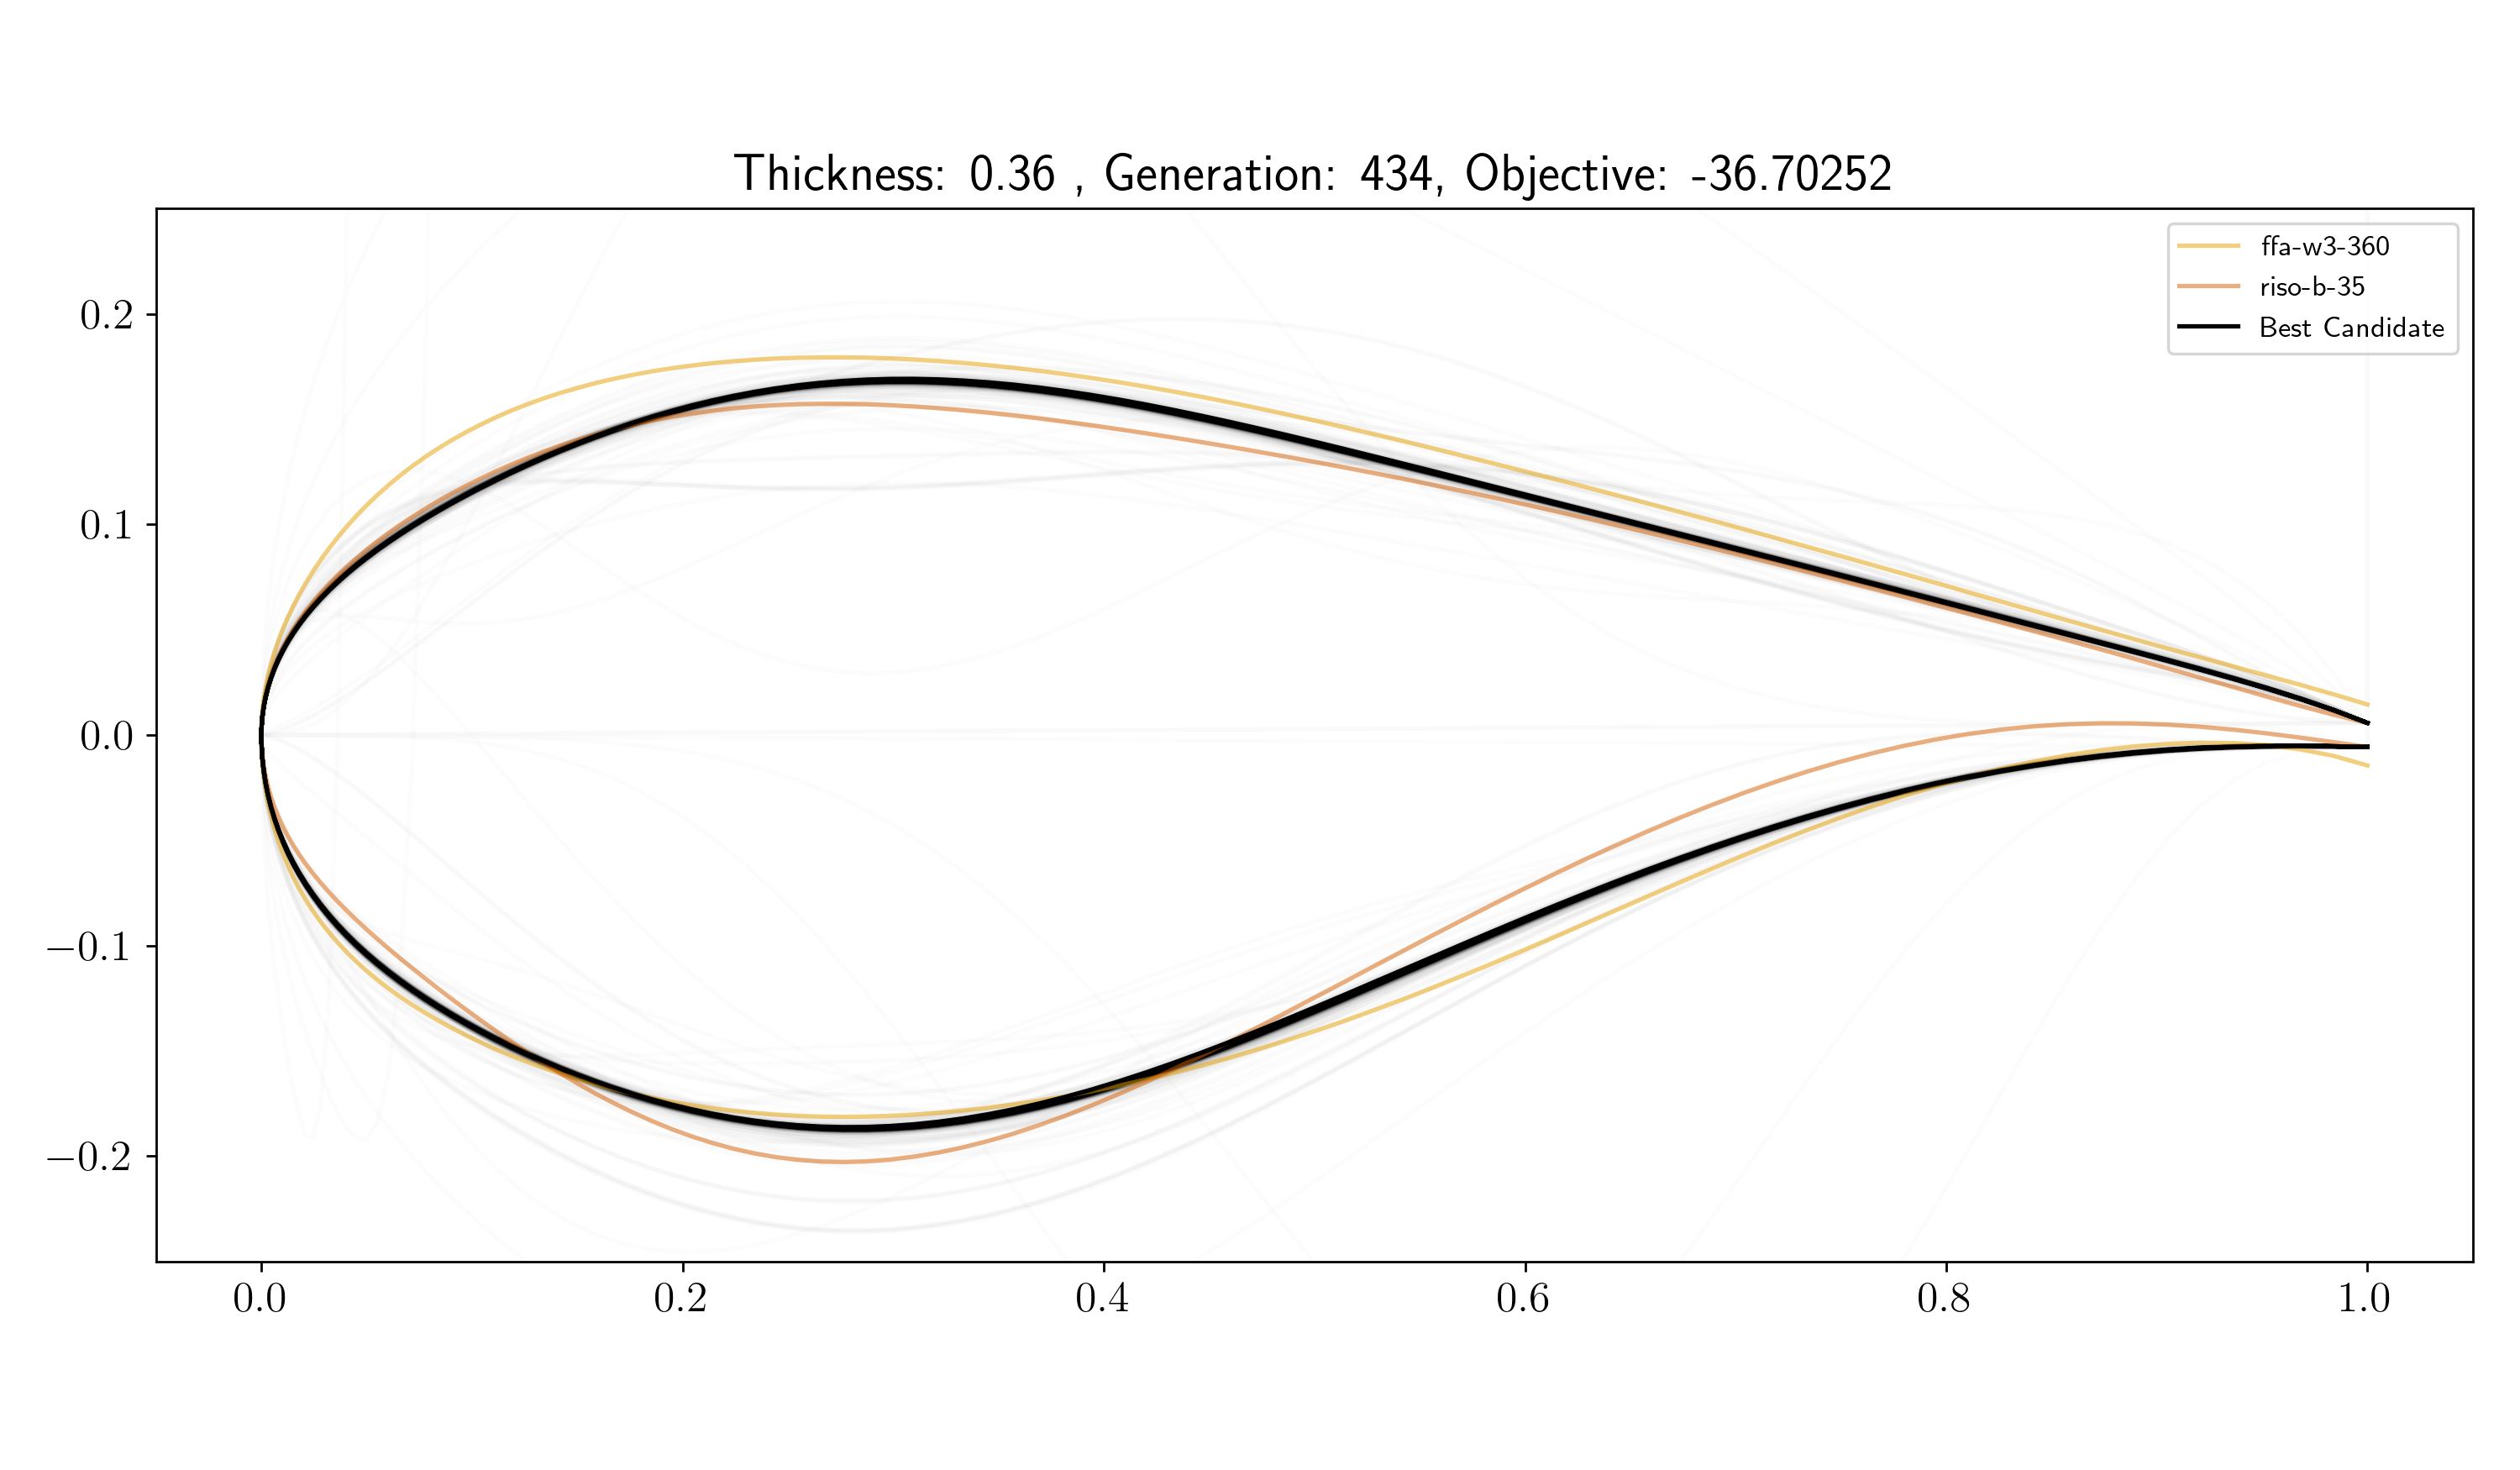 Thickness: 0.36 , Generation: 434, Objective: -36.70252
ffa-w3-360
riso-b-35
Best Candidate
0.2
0.1
0.0
−0.1
−0.2
0.0 0.2 0.4 0.6 0.8 1.0